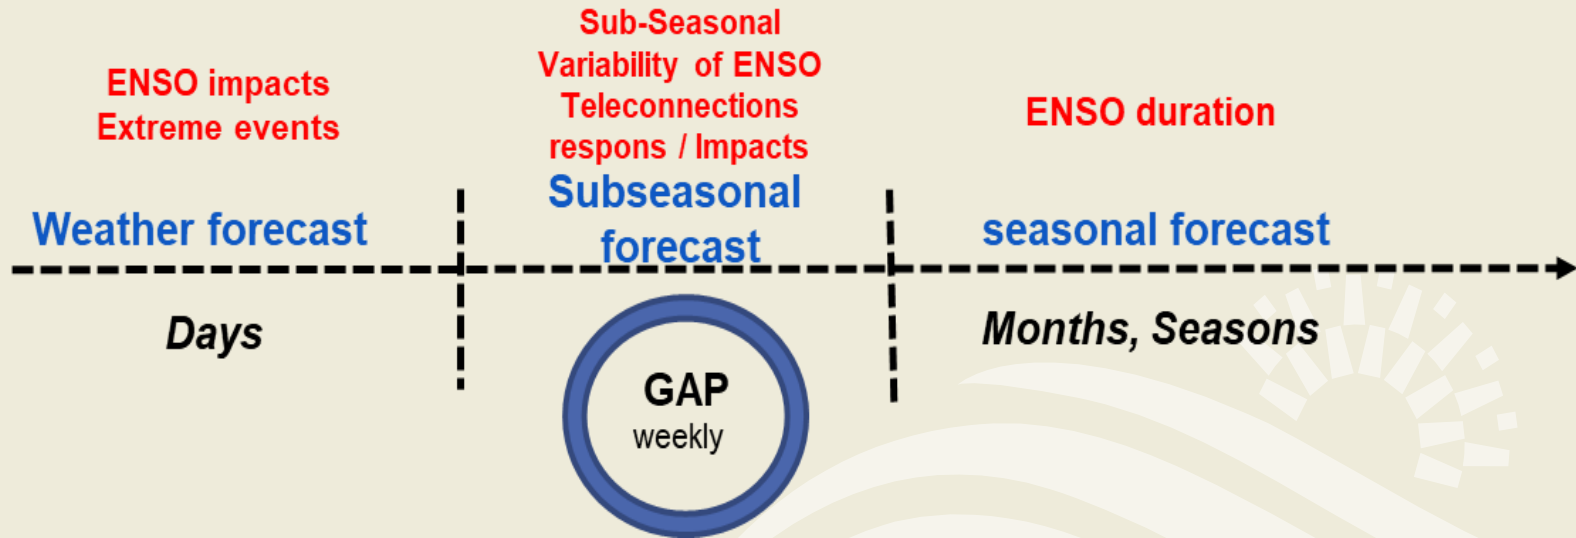 ENSO impacts
Extreme events
Sub-Seasonal
Variability of ENSO
Teleconnections
respons / Impacts
ENSO duration
Weather forecast
Subseasonal
forecast
seasonal forecast
Days
GAP
weekly
Months, Seasons